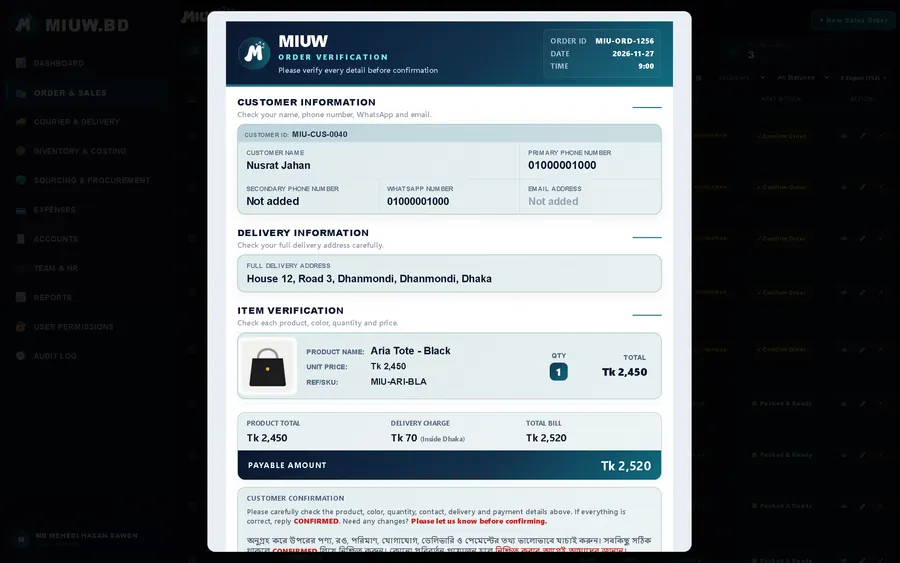 MIUW.BD
DASHBOARD
ORDER & SALES
COURIER & DELIVERY
INVENTORY & COSTING
SOURCING & PROCUREMENT
EXPENSES
ACCOUNTS
TEAM & HR
REPORTS
USER PERMISSIONS
AUDIT LOG
MD MEHEDI HASAN SAWON
+ New Sales Order
3
MIUW
ORDER VERIFICATION
Please verify every detail before confirmation
ORDER ID MIU-ORD-1256
DATE 2026-11-27
TIME 9:00
CUSTOMER INFORMATION
Check your name, phone number, WhatsApp and email.
CUSTOMER ID: MIU-CUS-0040
CUSTOMER NAME
Nusrat Jahan
PRIMARY PHONE NUMBER
01000001000
SECONDARY PHONE NUMBER
Not added
WHATSAPP NUMBER
01000001000
EMAIL ADDRESS
Not added
DELIVERY INFORMATION
Check your full delivery address carefully.
FULL DELIVERY ADDRESS
House 12, Road 3, Dhanmondi, Dhanmondi, Dhaka
ITEM VERIFICATION
Check each product, color, quantity and price.
PRODUCT NAME: Aria Tote - Black
UNIT PRICE: Tk 2,450
REF/SKU: MIU-ARI-BLA
QTY
1
TOTAL
Tk 2,450
PRODUCT TOTAL
Tk 2,450
DELIVERY CHARGE
Tk 70 (Inside Dhaka)
TOTAL BILL
Tk 2,520
PAYABLE AMOUNT Tk 2,520
CUSTOMER CONFIRMATION
Please carefully check the product, color, quantity, contact, delivery and payment details above. If everything is
correct, reply CONFIRMED. Need any changes? Please let us know before confirming.
অনুগ্রহ করে উপরের পণ্য, রঙ, পরিমাণ, যোগাযোগ, ডেলিভারি ও পেমেন্টের তথ্য ভালোভাবে যাচাই করুন। সবকিছু সঠিক